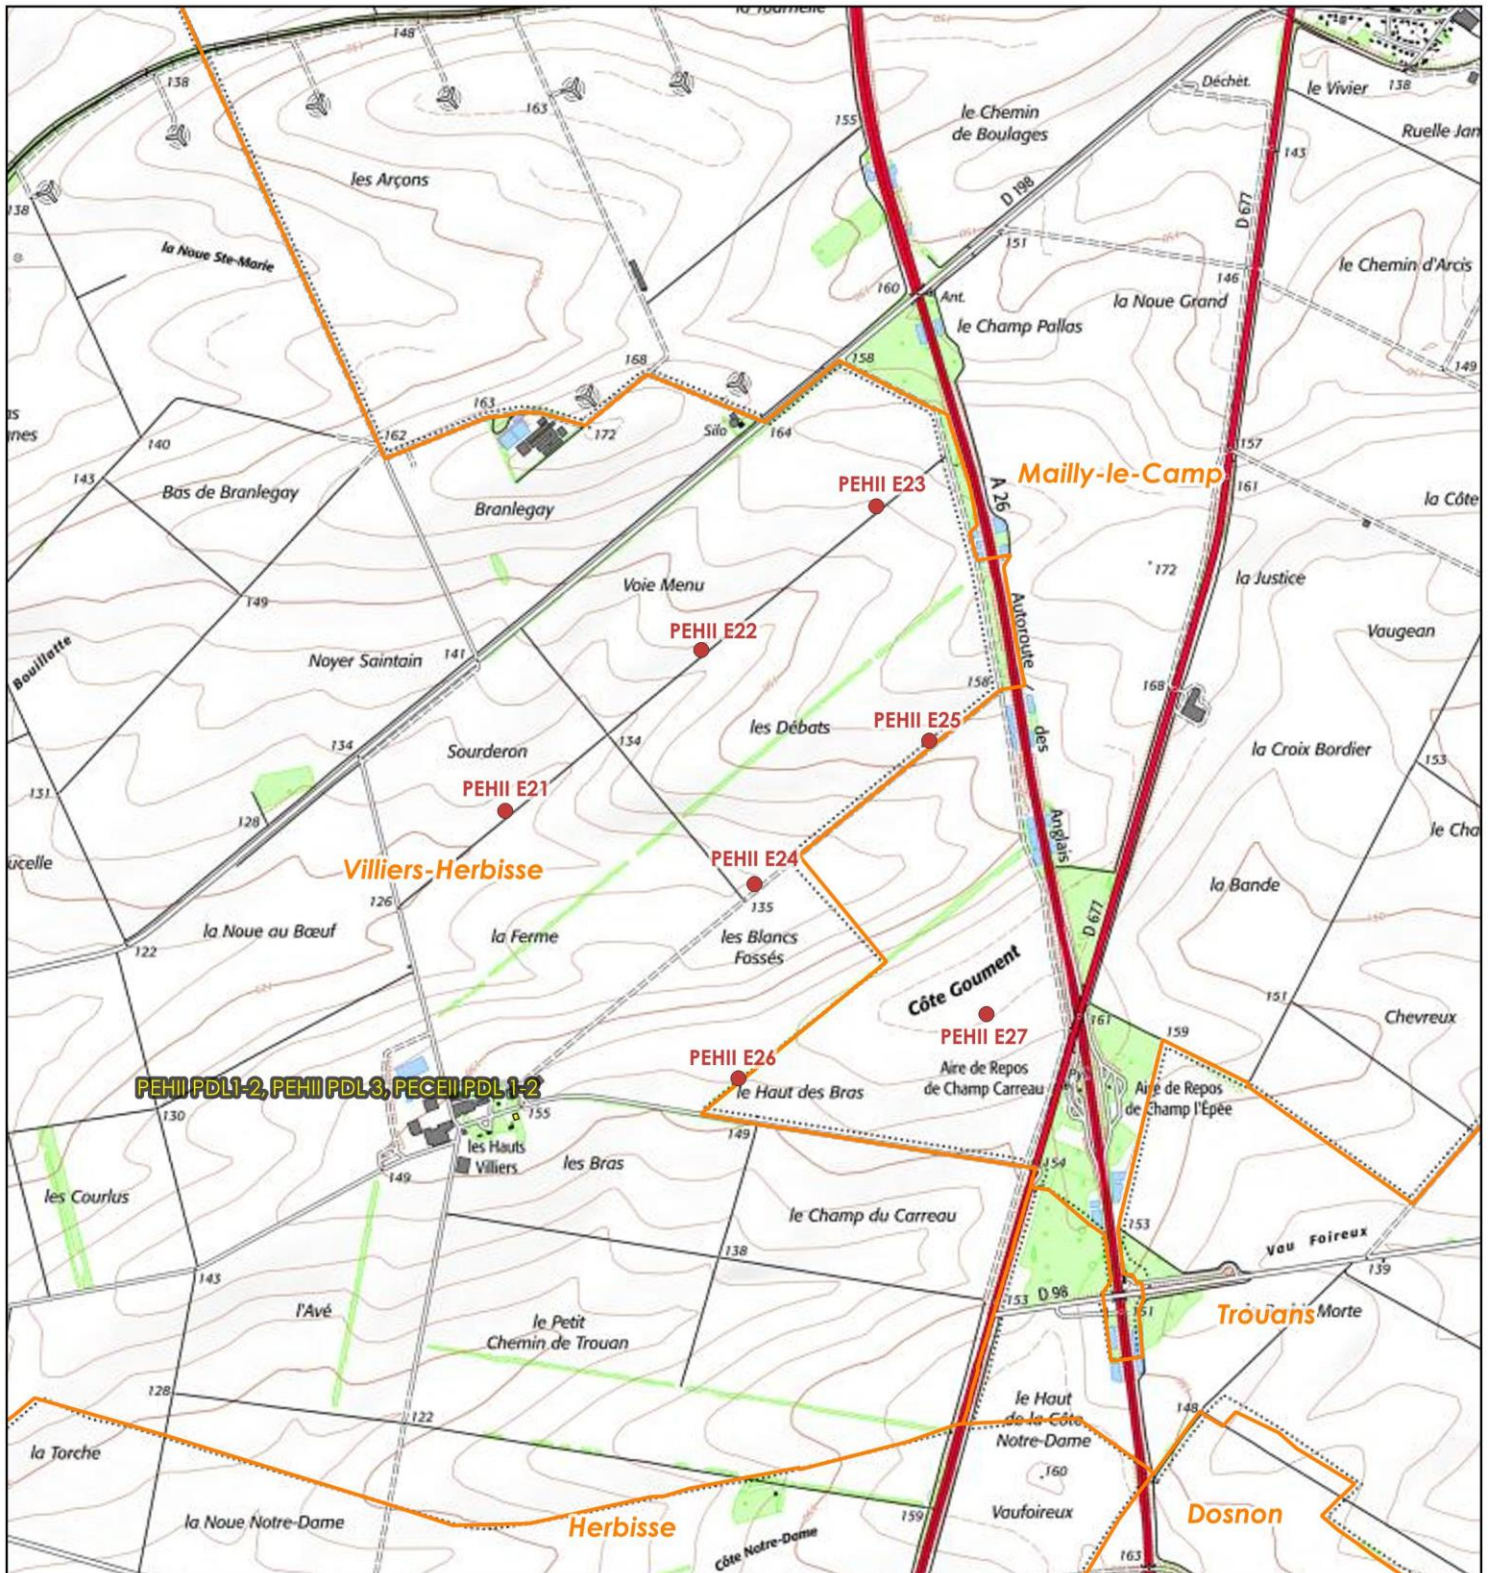 la Tournelle
148
138
163
155
le Chemin
de Boulages
Déchèt.
le Vivier
138
Ruelle Jan
143
les Arçons
138
D 198
D 677
la Noue Ste-Marie
151
150
146
le Chemin d'Arcis
160
Ant.
la Noue Grand
le Champ Pallas
168
158
149
163
162
172
Silo
164
157
140
143
Bas de Branlegay
Branlegay
PEHII E23
A 26
Mailly-le-Camp
161
la Côte
172
la Justice
Voie Menu
149
Autoroute
PEHII E22
Vaugean
Bouillatte
Noyer Saintain
141
158
168
PEHII E25
les Débats
des
134
Sourderon
134
la Croix Bordier
153
PEHII E21
131
128
Anglais
le Cha
ucelle
Villiers-Herbisse
PEHII E24
la Bande
126
135
D 677
la Noue au Bœuf
la Ferme
les Blancs
Fossés
122
Côte Goument
151
Chevreux
161
159
PEHII E27
PEHII E26
Aire de Repos
de Champ Carreau
Aire de Repos
de Champ l'Épée
PEHII PDL1-2, PEHII PDL 3, PECEII PDL 1-2
le Haut des Bras
130
155
149
les Hauts
Villiers
les Bras
154
149
les Courlus
le Champ du Carreau
153
Vau Foireux
138
139
143
153
D 98
151
l'Avé
le Petit
Chemin de Trouan
Trouans
Morte
128
le Haut
de la Côte
Notre-Dame
148
122
la Torche
160
Vaufoireux
159
Dosnon
la Noue Notre-Dame
Herbisse
Côte Notre-Dame
163